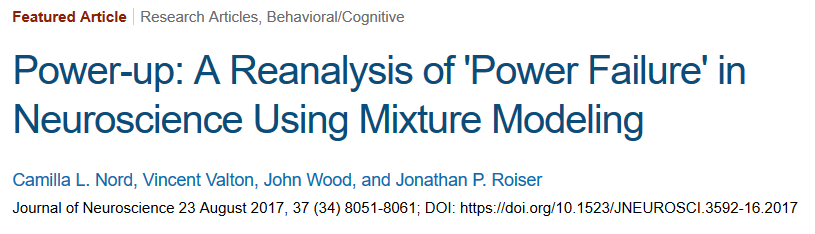 Featured Article | Research Articles, Behavioral/Cognitive
Power-up: A Reanalysis of 'Power Failure' in
Neuroscience Using Mixture Modeling
Camilla L. Nord, Vincent Valton, John Wood, and Jonathan P. Roiser
Journal of Neuroscience 23 August 2017, 37 (34) 8051-8061; DOI: https://doi.org/10.1523/JNEUROSCI.3592-16.2017